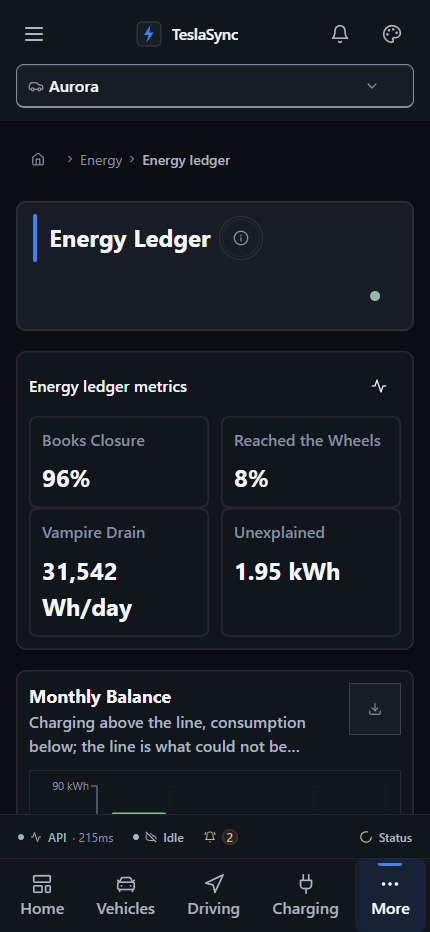 TeslaSync
Aurora
Energy
Energy ledger
Energy Ledger
Energy ledger metrics
Books Closure
Reached the Wheels
96%
8%
Vampire Drain
Unexplained
31,542
Wh/day
1.95 kWh
Monthly Balance
Charging above the line, consumption
below; the line is what could not be...
90 kWh
API · 215ms
Idle
2
Status
Home
Vehicles
Driving
Charging
More